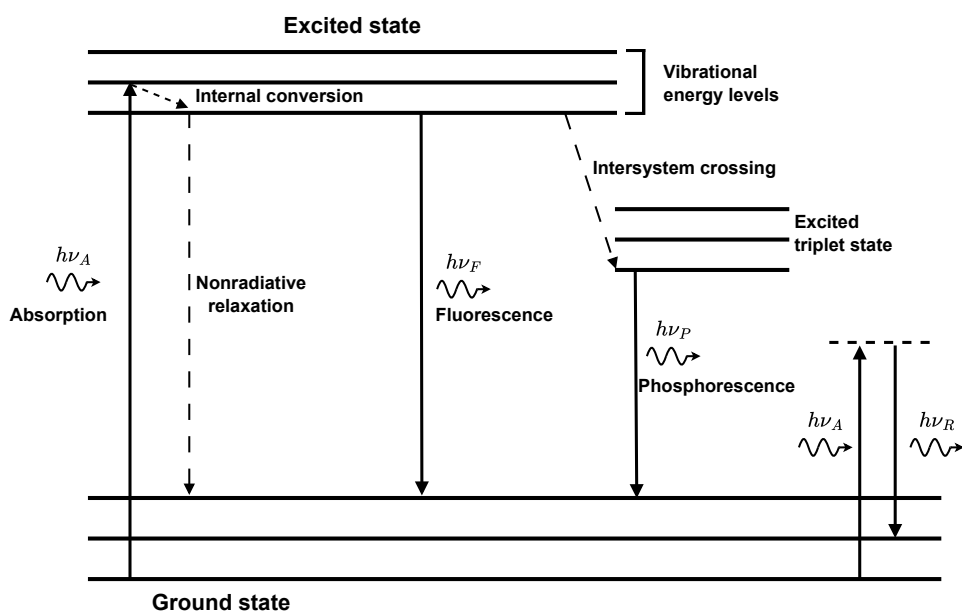 Excited state
Vibrational
energy levels
Internal conversion
Intersystem crossing
Excited
triplet state
hν_A
Absorption
Nonradiative
relaxation
hν_F
Fluorescence
hν_P
Phosphorescence
hν_A
hν_R
Ground state